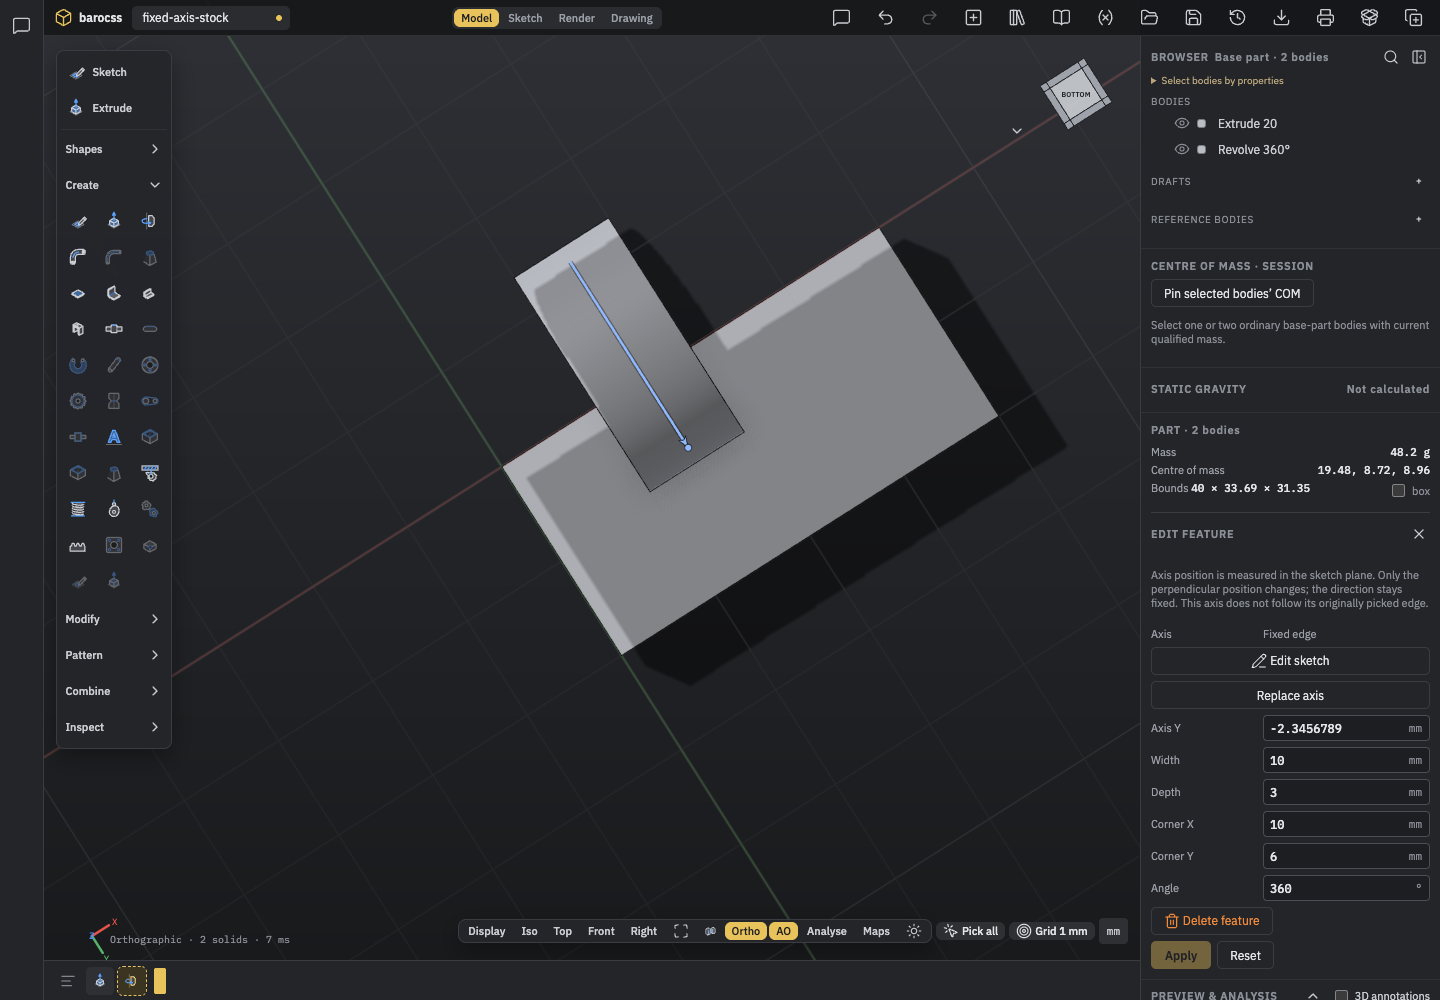 barocss
fixed-axis-stock
Model
Sketch
Render
Drawing
Sketch
Extrude
Shapes
Create
Modify
Pattern
Combine
Inspect
BOTTOM
X
Y
Orthographic · 2 solids · 7 ms
Display
Iso
Top
Front
Right
Ortho
AO
Analyse
Maps
Pick all
Grid 1 mm
mm
BROWSER Base part · 2 bodies
Select bodies by properties
BODIES
Extrude 20
Revolve 360°
DRAFTS +
REFERENCE BODIES +
CENTRE OF MASS · SESSION
Pin selected bodies’ COM
Select one or two ordinary base-part bodies with current
qualified mass.
STATIC GRAVITY Not calculated
PART · 2 bodies
Mass 48.2 g
Centre of mass 19.48, 8.72, 8.96
Bounds 40 × 33.69 × 31.35 box
EDIT FEATURE
Axis position is measured in the sketch plane. Only the
perpendicular position changes; the direction stays
fixed. This axis does not follow its originally picked edge.
Axis Fixed edge
Edit sketch
Replace axis
Axis Y -2.3456789 mm
Width 10 mm
Depth 3 mm
Corner X 10 mm
Corner Y 6 mm
Angle 360 °
Delete feature
Apply Reset
PREVIEW & ANALYSIS 3D annotations